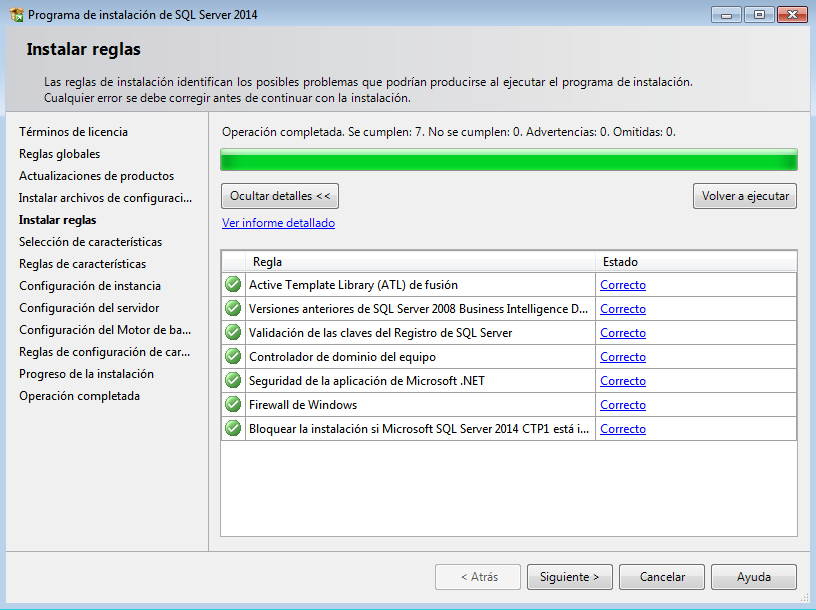 Programa de instalación de SQL Server 2014
Instalar reglas
Las reglas de instalación identifican los posibles problemas que podrían producirse al ejecutar el programa de instalación.
Cualquier error se debe corregir antes de continuar con la instalación.
Términos de licencia
Reglas globales
Actualizaciones de productos
Instalar archivos de configuraci...
Instalar reglas
Selección de características
Reglas de características
Configuración de instancia
Configuración del servidor
Configuración del Motor de ba...
Reglas de configuración de car...
Progreso de la instalación
Operación completada
Operación completada. Se cumplen: 7. No se cumplen: 0. Advertencias: 0. Omitidas: 0.
Ocultar detalles << Volver a ejecutar
Ver informe detallado
Regla Estado
Active Template Library (ATL) de fusión Correcto
Versiones anteriores de SQL Server 2008 Business Intelligence D... Correcto
Validación de las claves del Registro de SQL Server Correcto
Controlador de dominio del equipo Correcto
Seguridad de la aplicación de Microsoft .NET Correcto
Firewall de Windows Correcto
Bloquear la instalación si Microsoft SQL Server 2014 CTP1 está i... Correcto
< Atrás Siguiente > Cancelar Ayuda